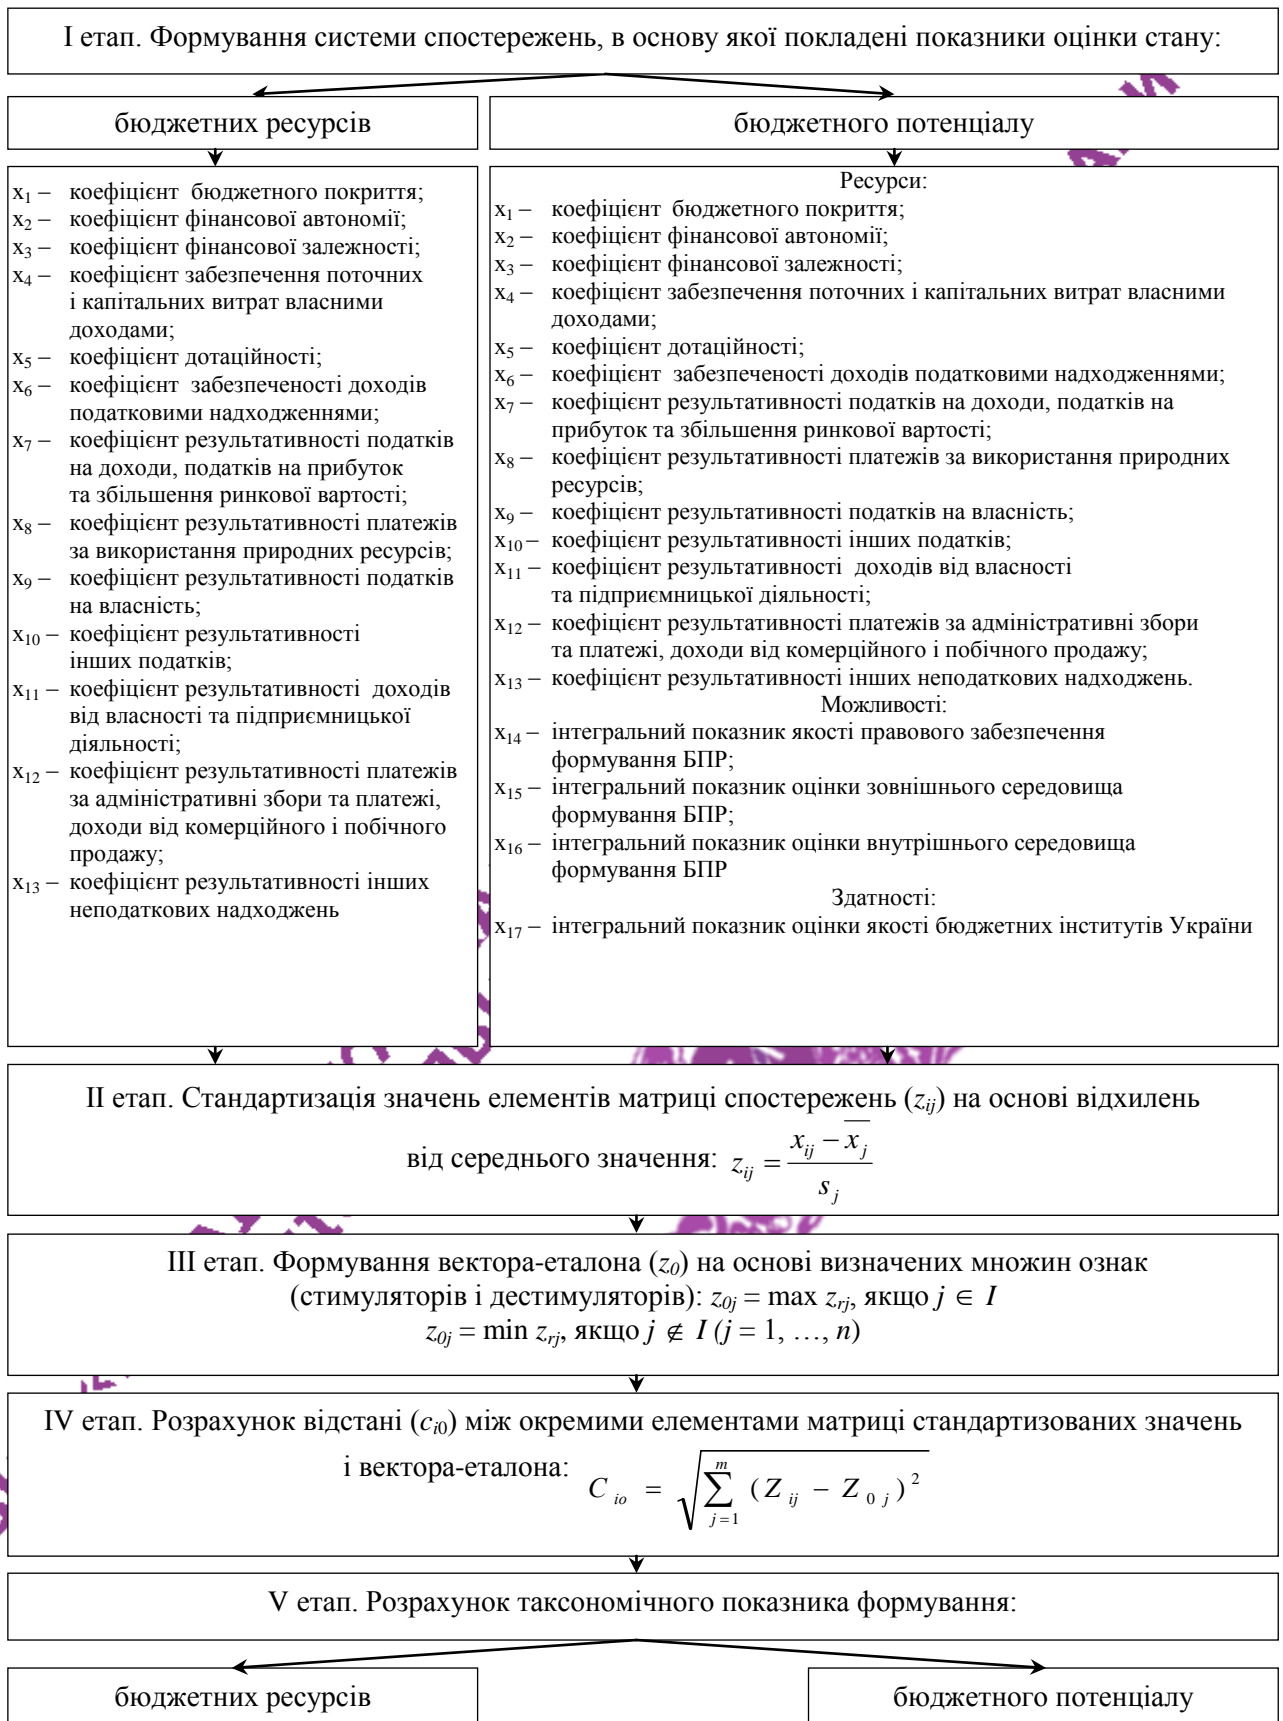 І етап. Формування системи спостережень, в основу якої покладені показники оцінки стану:
бюджетних ресурсів
бюджетного потенціалу
x1 – коефіцієнт бюджетного покриття;
x2 – коефіцієнт фінансової автономії;
x3 – коефіцієнт фінансової залежності;
x4 – коефіцієнт забезпечення поточних
і капітальних витрат власними
доходами;
x5 – коефіцієнт дотаційності;
x6 – коефіцієнт забезпеченості доходів
податковими надходженнями;
x7 – коефіцієнт результативності податків
на доходи, податків на прибуток
та збільшення ринкової вартості;
x8 – коефіцієнт результативності платежів
за використання природних ресурсів;
x9 – коефіцієнт результативності податків
на власність;
x10 – коефіцієнт результативності
інших податків;
x11 – коефіцієнт результативності доходів
від власності та підприємницької
діяльності;
x12 – коефіцієнт результативності платежів
за адміністративні збори та платежі,
доходи від комерційного і побічного
продажу;
x13 – коефіцієнт результативності інших
неподаткових надходжень
Ресурси:
x1 – коефіцієнт бюджетного покриття;
x2 – коефіцієнт фінансової автономії;
x3 – коефіцієнт фінансової залежності;
x4 – коефіцієнт забезпечення поточних і капітальних витрат власними
доходами;
x5 – коефіцієнт дотаційності;
x6 – коефіцієнт забезпеченості доходів податковими надходженнями;
x7 – коефіцієнт результативності податків на доходи, податків на
прибуток та збільшення ринкової вартості;
x8 – коефіцієнт результативності платежів за використання природних
ресурсів;
x9 – коефіцієнт результативності податків на власність;
x10 – коефіцієнт результативності інших податків;
x11 – коефіцієнт результативності доходів від власності
та підприємницької діяльності;
x12 – коефіцієнт результативності платежів за адміністративні збори
та платежі, доходи від комерційного і побічного продажу;
x13 – коефіцієнт результативності інших неподаткових надходжень.
Можливості:
x14 – інтегральний показник якості правового забезпечення
формування БПР;
x15 – інтегральний показник оцінки зовнішнього середовища
формування БПР;
x16 – інтегральний показник оцінки внутрішнього середовища
формування БПР
Здатності:
x17 – інтегральний показник оцінки якості бюджетних інститутів України
ІІ етап. Стандартизація значень елементів матриці спостережень (zij) на основі відхилень
від середнього значення: zij = (xij − x̄j) / sj
ІІІ етап. Формування вектора-еталона (z0) на основі визначених множин ознак
(стимуляторів і дестимуляторів): z0j = max zrj, якщо j ∈ I
z0j = min zrj, якщо j ∉ I (j = 1, …, n)
IV етап. Розрахунок відстані (ci0) між окремими елементами матриці стандартизованих значень
і вектора-еталона: Cio = √∑ m j=1 (Zij − Z0j)²
V етап. Розрахунок таксономічного показника формування:
бюджетних ресурсів
бюджетного потенціалу